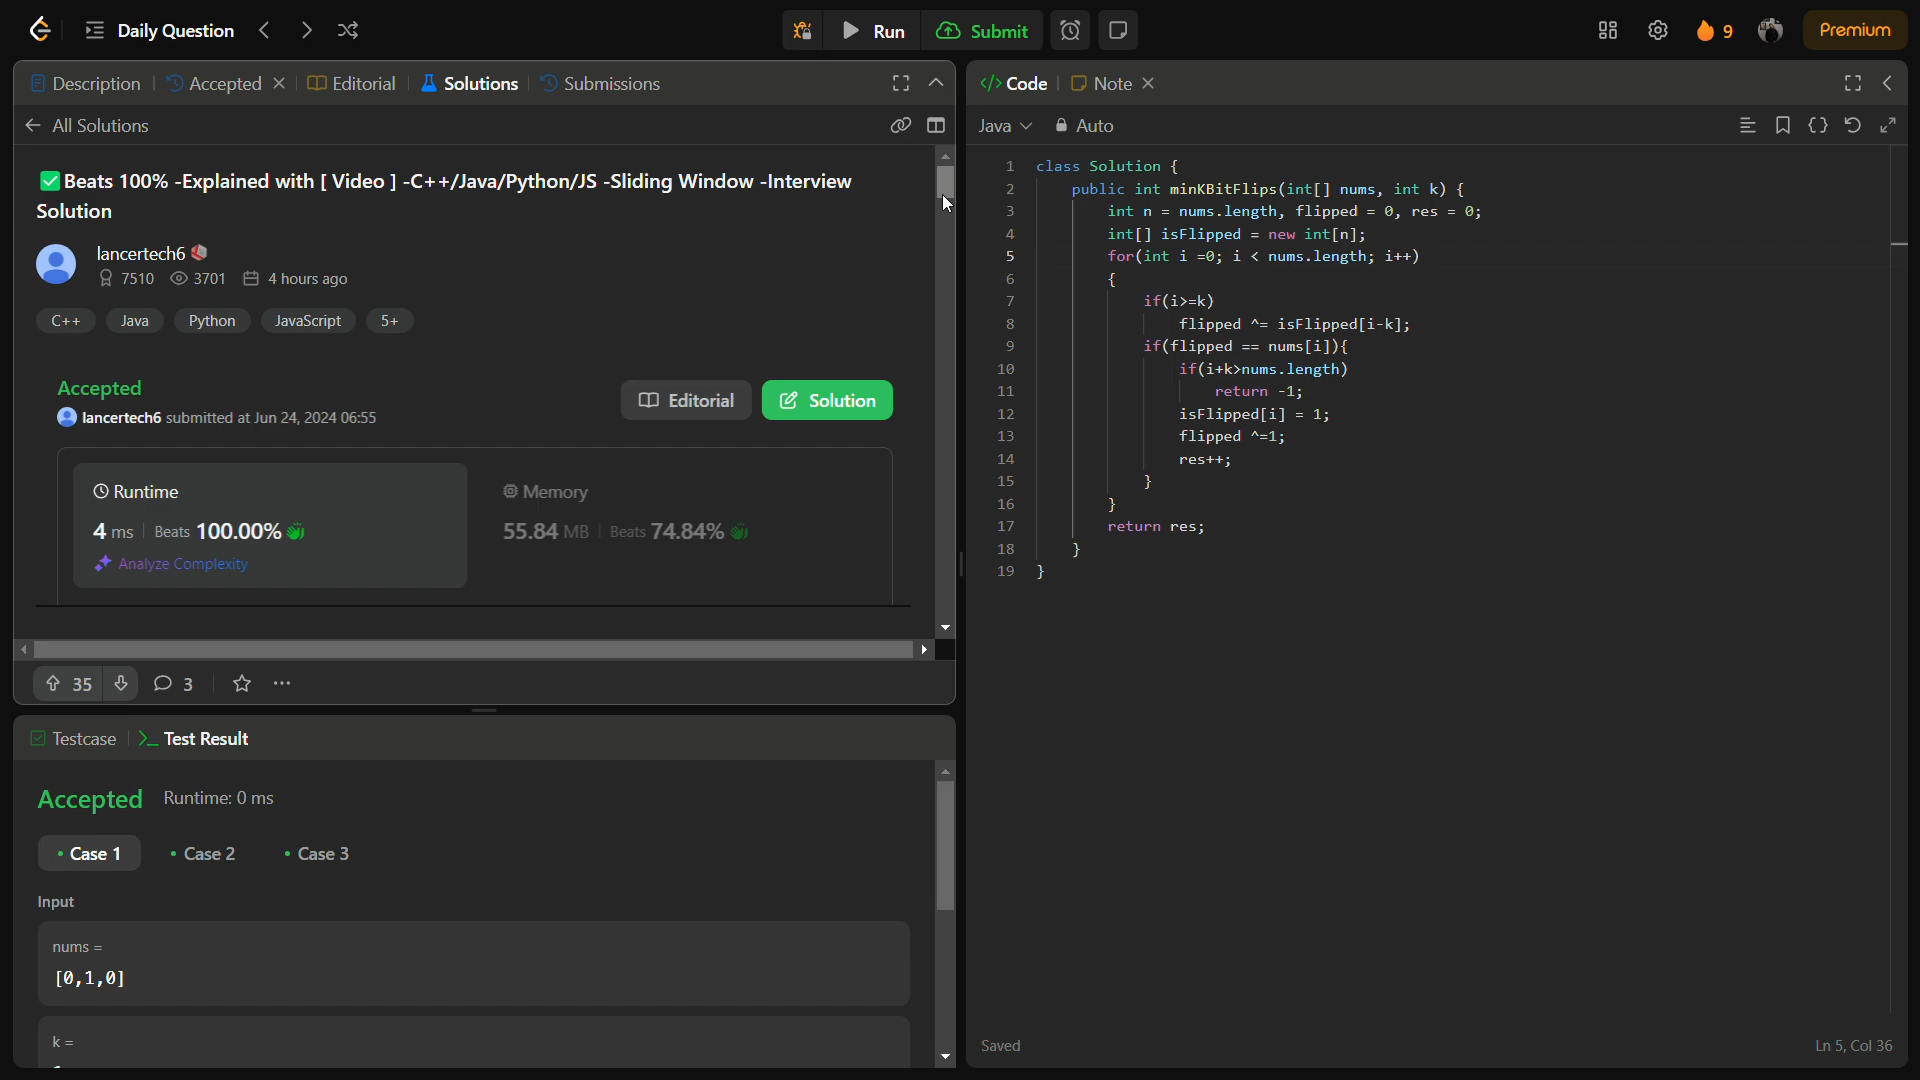 Daily Question
Run
Submit
9
Premium
Description
Accepted
Editorial
Solutions
Submissions
All Solutions
✅Beats 100% -Explained with [ Video ] -C++/Java/Python/JS -Sliding Window -Interview
Solution
lancertech6
7510
3701
4 hours ago
C++
Java
Python
JavaScript
5+
Accepted
lancertech6 submitted at Jun 24, 2024 06:55
Editorial
Solution
Runtime
4 ms
Beats 100.00%
Analyze Complexity
Memory
55.84 MB
Beats 74.84%
35
3
Testcase
>_ Test Result
Accepted
Runtime: 0 ms
Case 1
Case 2
Case 3
Input
nums =
[0,1,0]
k =
</> Code
Note
Java
Auto
1 class Solution {
2 public int minKBitFlips(int[] nums, int k) {
3 int n = nums.length, flipped = 0, res = 0;
4 int[] isFlipped = new int[n];
5 for(int i =0; i < nums.length; i++)
6 {
7 if(i>=k)
8 flipped ^= isFlipped[i-k];
9 if(flipped == nums[i]){
10 if(i+k>nums.length)
11 return -1;
12 isFlipped[i] = 1;
13 flipped ^=1;
14 res++;
15 }
16 }
17 return res;
18 }
19 }
Saved
Ln 5, Col 36